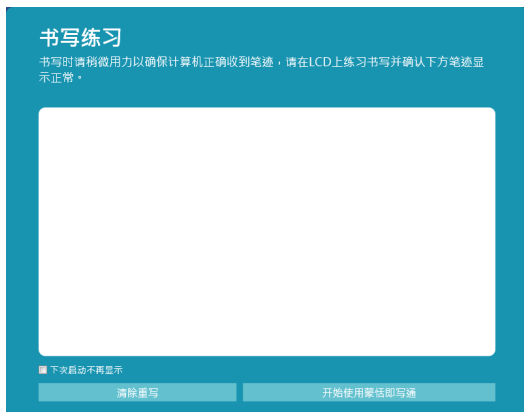 书写练习
书写时请稍微用力以确保计算机正确收到笔迹，请在LCD上练习书写并确认下方笔迹显
示正常。
下次启动不再显示
清除重写
开始使用蒙恬即写通